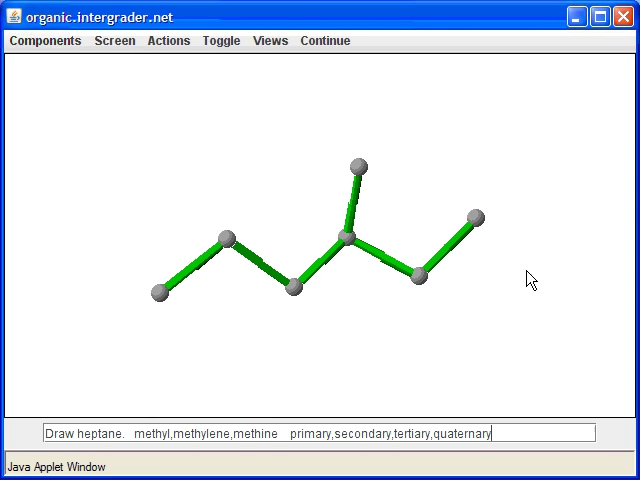 organic.intergrader.net
Components Screen Actions Toggle Views Continue
Draw heptane. methyl,methylene,methine primary,secondary,tertiary,quaternary
Java Applet Window